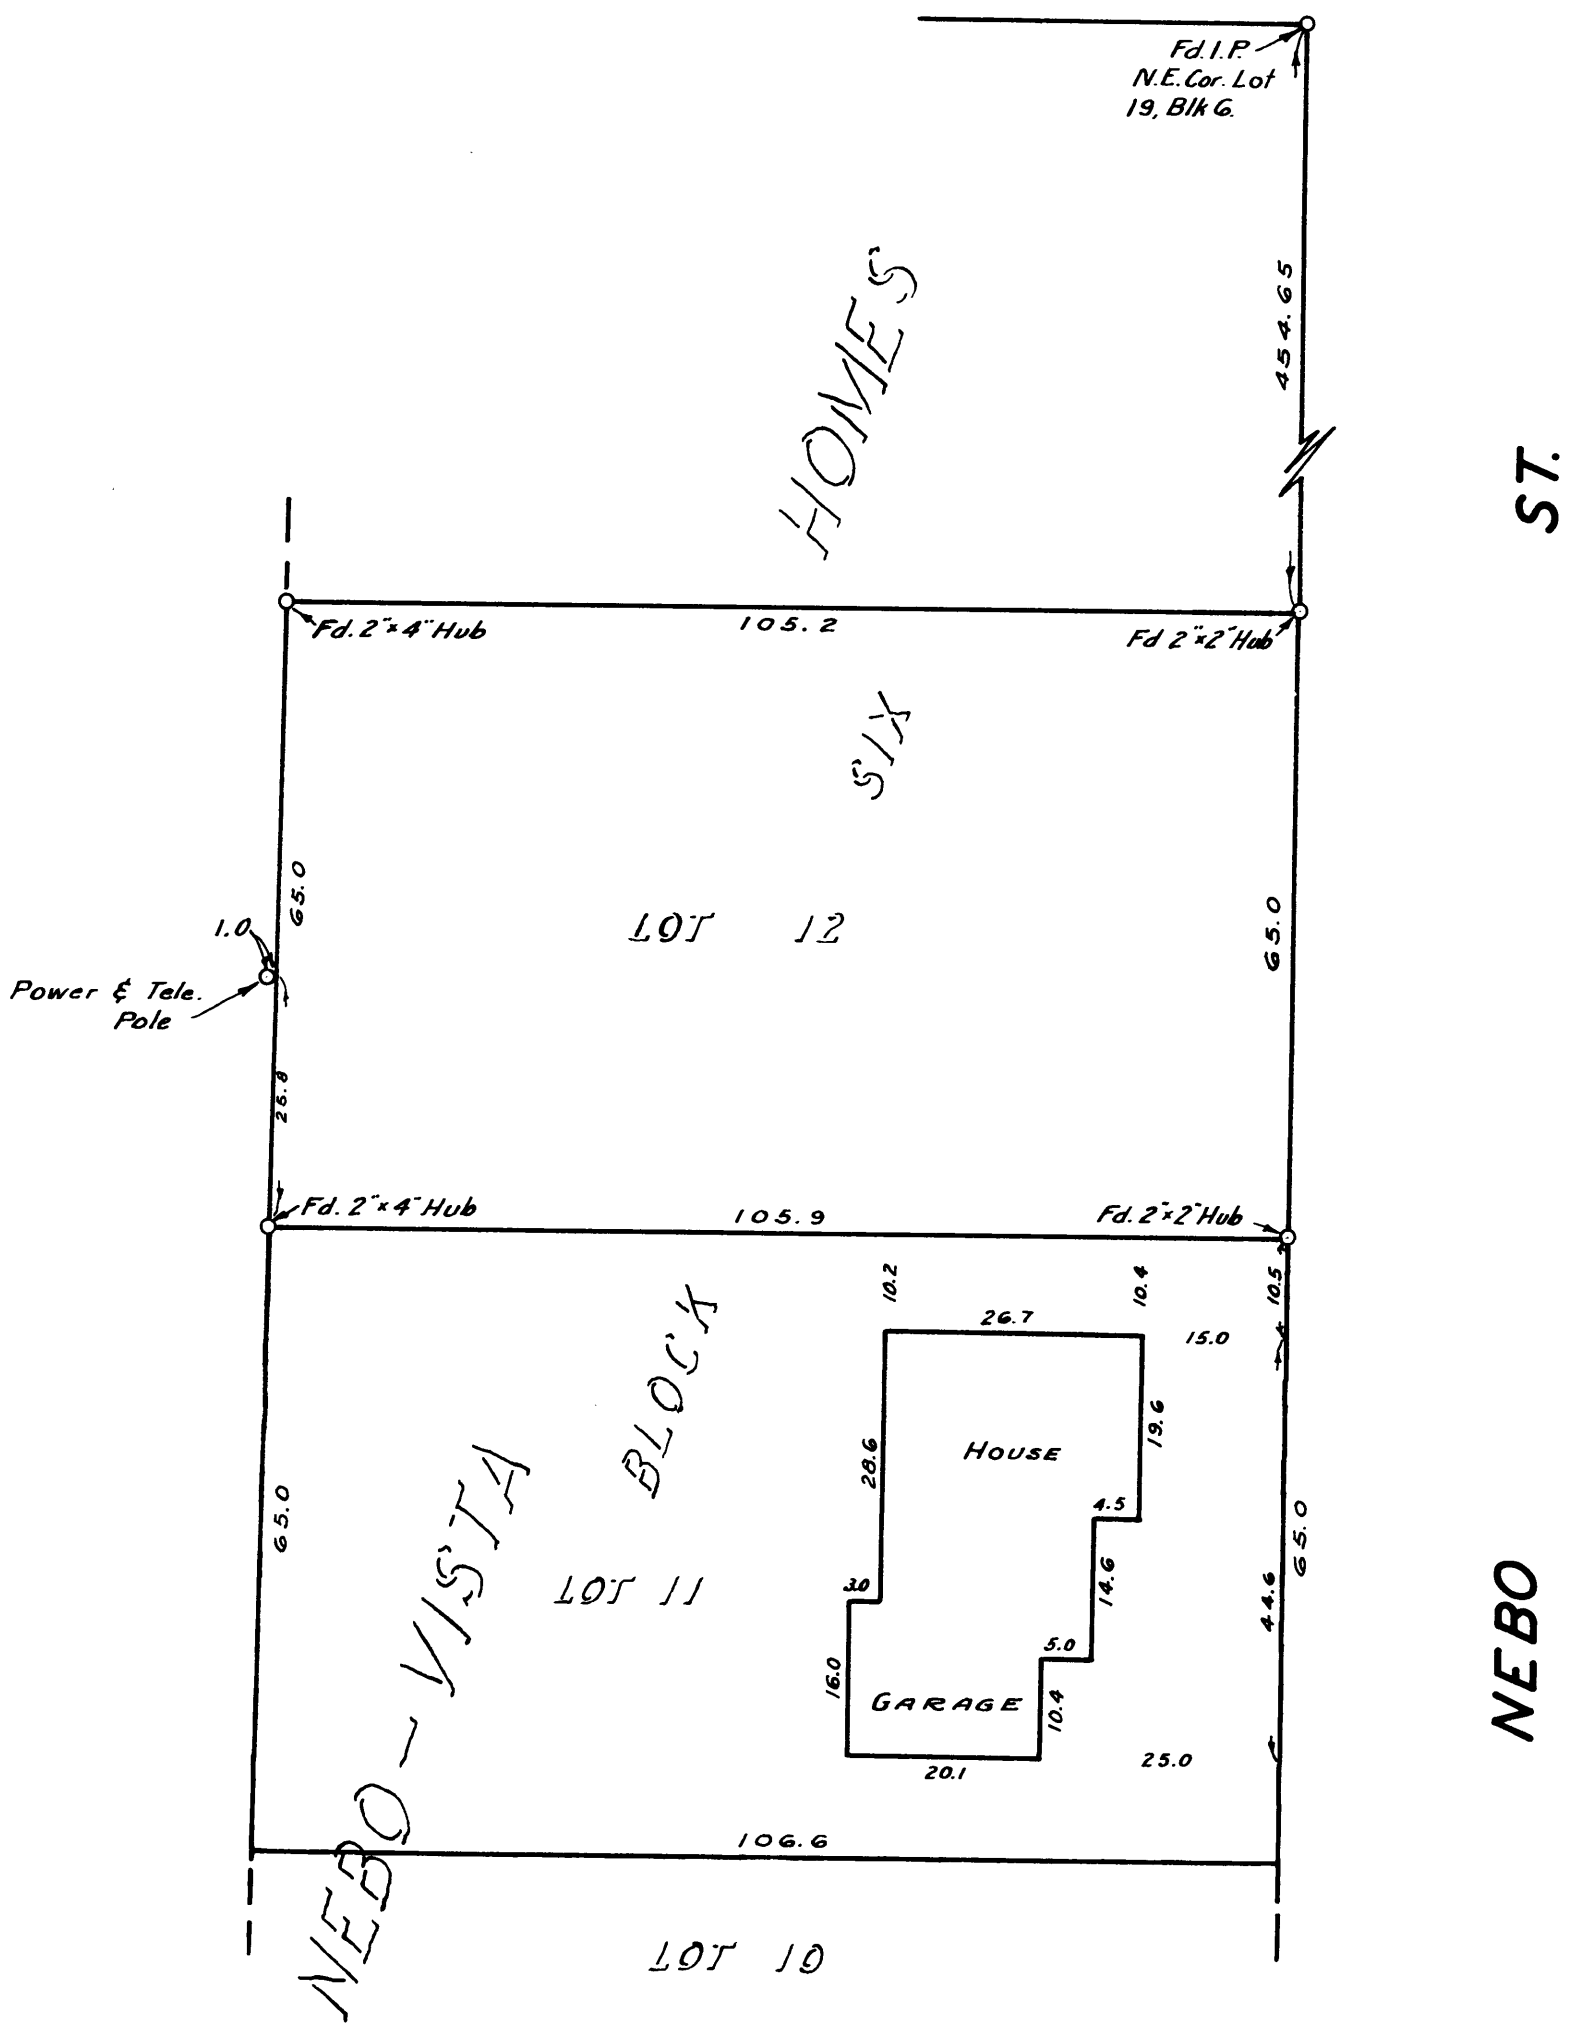 Fd. I.P.
N.E. Cor. Lot
19, Blk 6.
454.65
HOMES
ST.
Fd. 2"x4" Hub
105.2
Fd 2"x2" Hub
SIX
65.0
LOT 12
65.0
1.0
Power & Tele.
Pole
25.8
Fd. 2"x4" Hub
105.9
Fd. 2"x2" Hub
10.2
10.4
10.5
26.7
15.0
BLOCK
28.6
HOUSE
19.6
65.0
4.5
65.0
LOT 11
3.0
14.6
44.6
5.0
16.0
GARAGE
10.4
20.1
25.0
NEBO
NEBO - VISTA
106.6
LOT 10